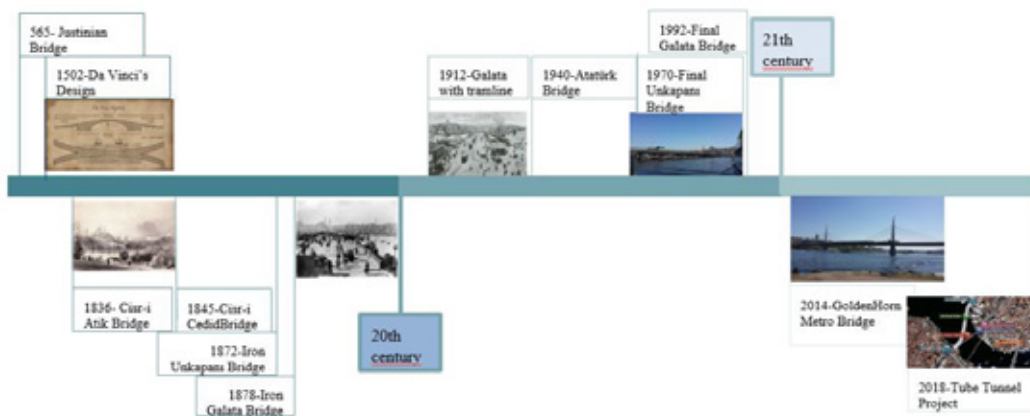 565- Justinian
Bridge
1502-Da Vinci's
Design
1836- Cisr-i
Atik Bridge
1845-Cisr-i
CedidBridge
1872-Iron
Unkapanı Bridge
1878-Iron
Galata Bridge
20th
century
1912-Galata
with tramline
1940-Atatürk
Bridge
1970-Final
Unkapanı
Bridge
1992-Final
Galata Bridge
21th
century
2014-GoldenHorn
Metro Bridge
2018-Tube Tunnel
Project